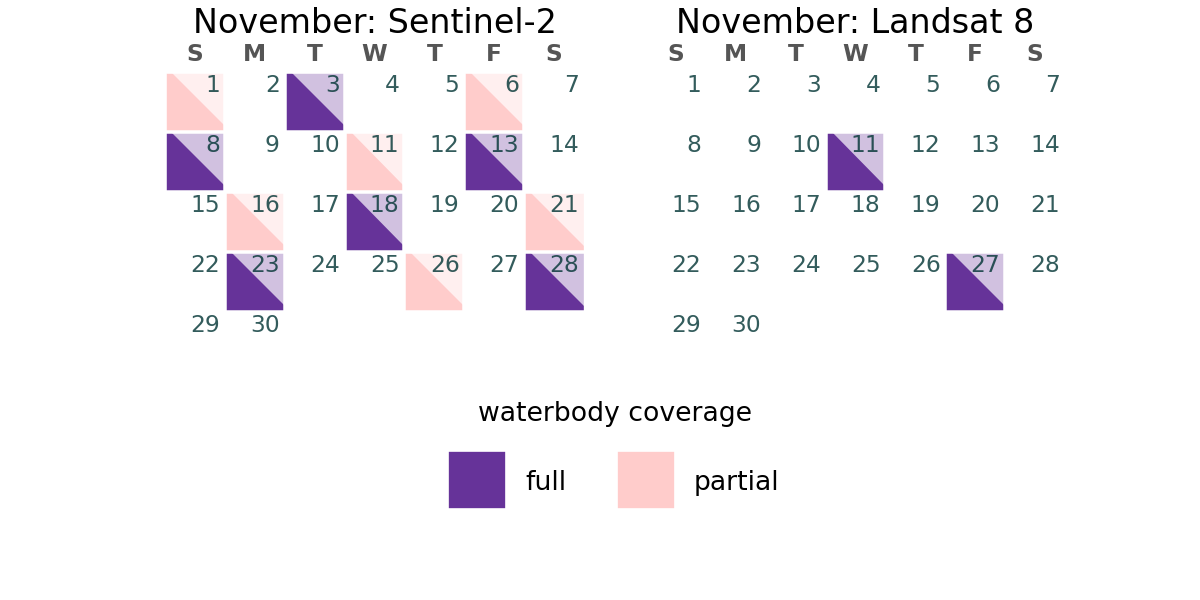 November: Sentinel-2
S M T W T F S
1 2 3 4 5 6 7
8 9 10 11 12 13 14
15 16 17 18 19 20 21
22 23 24 25 26 27 28
29 30
November: Landsat 8
S M T W T F S
1 2 3 4 5 6 7
8 9 10 11 12 13 14
15 16 17 18 19 20 21
22 23 24 25 26 27 28
29 30
waterbody coverage
full partial